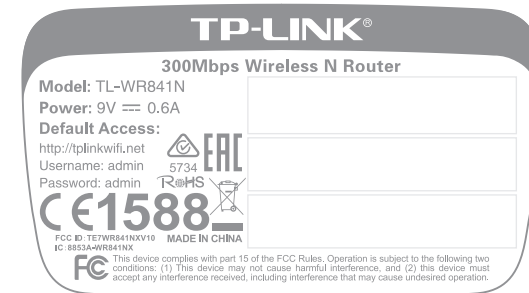 TP-LINK®
300Mbps Wireless N Router
Model: TL-WR841N
Power: 9V ⎓ 0.6A
Default Access:
http://tplinkwifi.net
Username: admin
Password: admin
5734
RoHS
EAC
CE1588
FCC ID: TE7WR841NXV10
IC: 8853A-WR841NX
MADE IN CHINA
FC This device complies with part 15 of the FCC Rules. Operation is subject to the following two
conditions: (1) This device may not cause harmful interference, and (2) this device must
accept any interference received, including interference that may cause undesired operation.